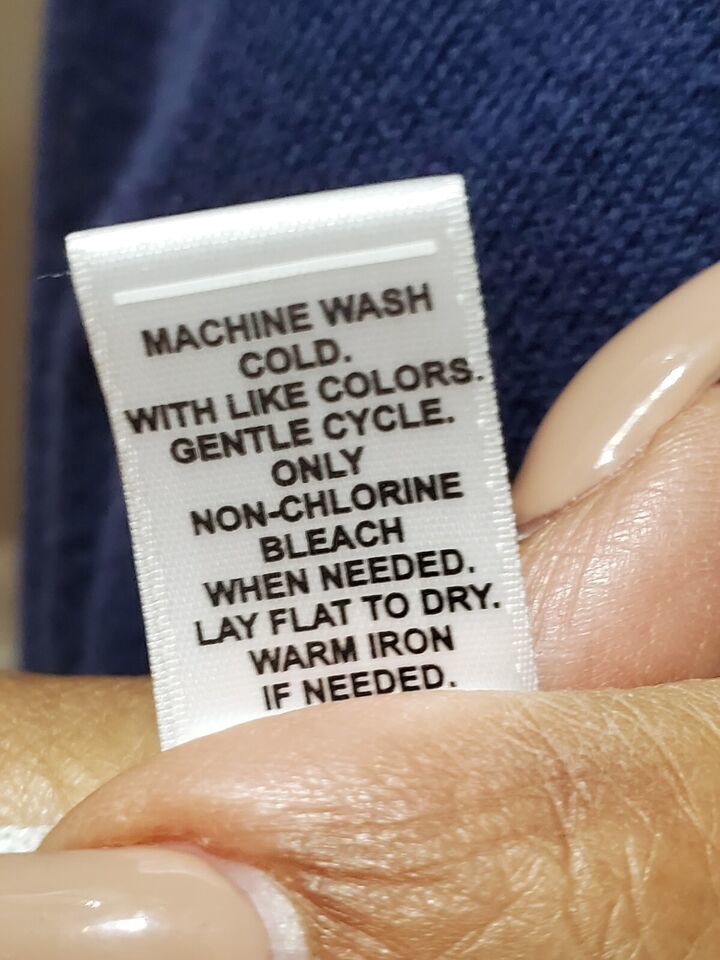 MACHINE WASH
COLD.
WITH LIKE COLORS.
GENTLE CYCLE.
ONLY
NON-CHLORINE
BLEACH
WHEN NEEDED.
LAY FLAT TO DRY.
WARM IRON
IF NEEDED.